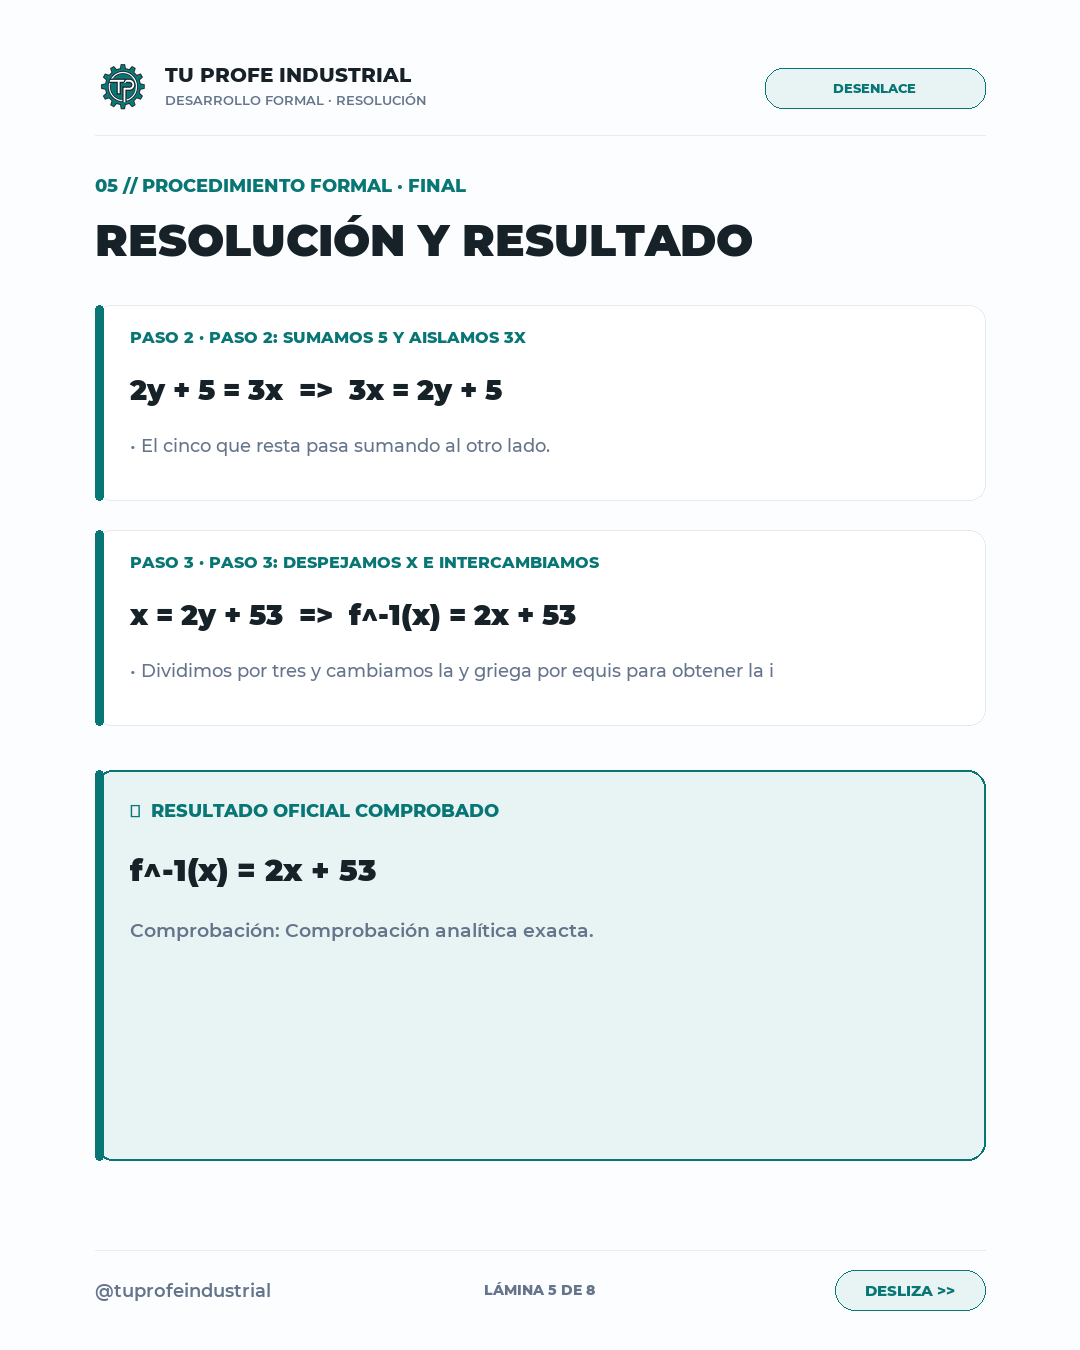 TP
TU PROFE INDUSTRIAL
DESARROLLO FORMAL · RESOLUCIÓN
DESENLACE
05 // PROCEDIMIENTO FORMAL · FINAL
RESOLUCIÓN Y RESULTADO
PASO 2 · PASO 2: SUMAMOS 5 Y AISLAMOS 3X
2y + 5 = 3x => 3x = 2y + 5
· El cinco que resta pasa sumando al otro lado.
PASO 3 · PASO 3: DESPEJAMOS X E INTERCAMBIAMOS
x = 2y + 53 => f^-1(x) = 2x + 53
· Dividimos por tres y cambiamos la y griega por equis para obtener la i
RESULTADO OFICIAL COMPROBADO
f^-1(x) = 2x + 53
Comprobación: Comprobación analítica exacta.
@tuprofeindustrial
LÁMINA 5 DE 8
DESLIZA >>